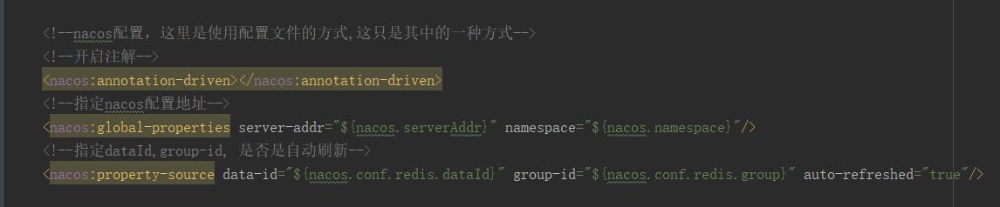 <!--nacos配置，这里是使用配置文件的方式,这只是其中的一种方式-->
<!--开启注解-->
<nacos:annotation-driven></nacos:annotation-driven>
<!--指定nacos配置地址-->
<nacos:global-properties server-addr="${nacos.serverAddr}" namespace="${nacos.namespace}"/>
<!--指定dataId,group-id, 是否是自动刷新-->
<nacos:property-source data-id="${nacos.conf.redis.dataId}" group-id="${nacos.conf.redis.group}" auto-refreshed="true"/>